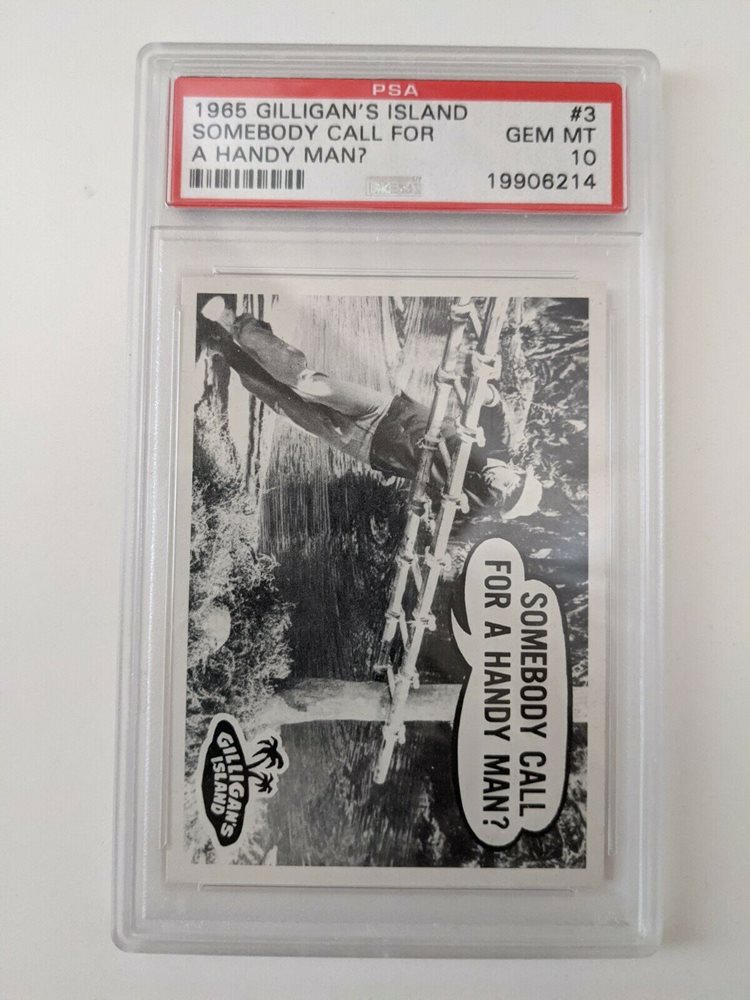 PSA
1965 GILLIGAN'S ISLAND #3
SOMEBODY CALL FOR GEM MT
A HANDY MAN? 10
19906214
SOMEBODY CALL
FOR A HANDY MAN?
GILLIGAN'S
ISLAND